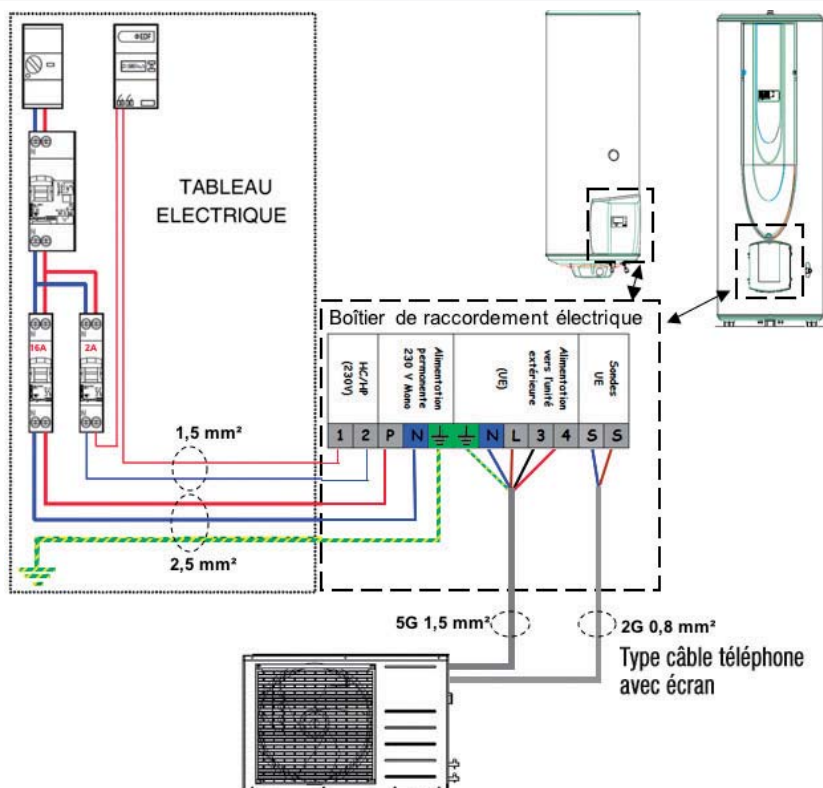 EDF
N
N
TABLEAU
ELECTRIQUE
16A
2A
N
N
Boîtier de raccordement électrique
HC/HP
(230V)
Alimentation
permanente
230 V Mono
Alimentation
vers l'unité
extérieure
(UE)
Sondes
UE
1 2 P N N L 3 4 S S
1,5 mm²
2,5 mm²
5G 1,5 mm²
2G 0,8 mm²
Type câble téléphone
avec écran